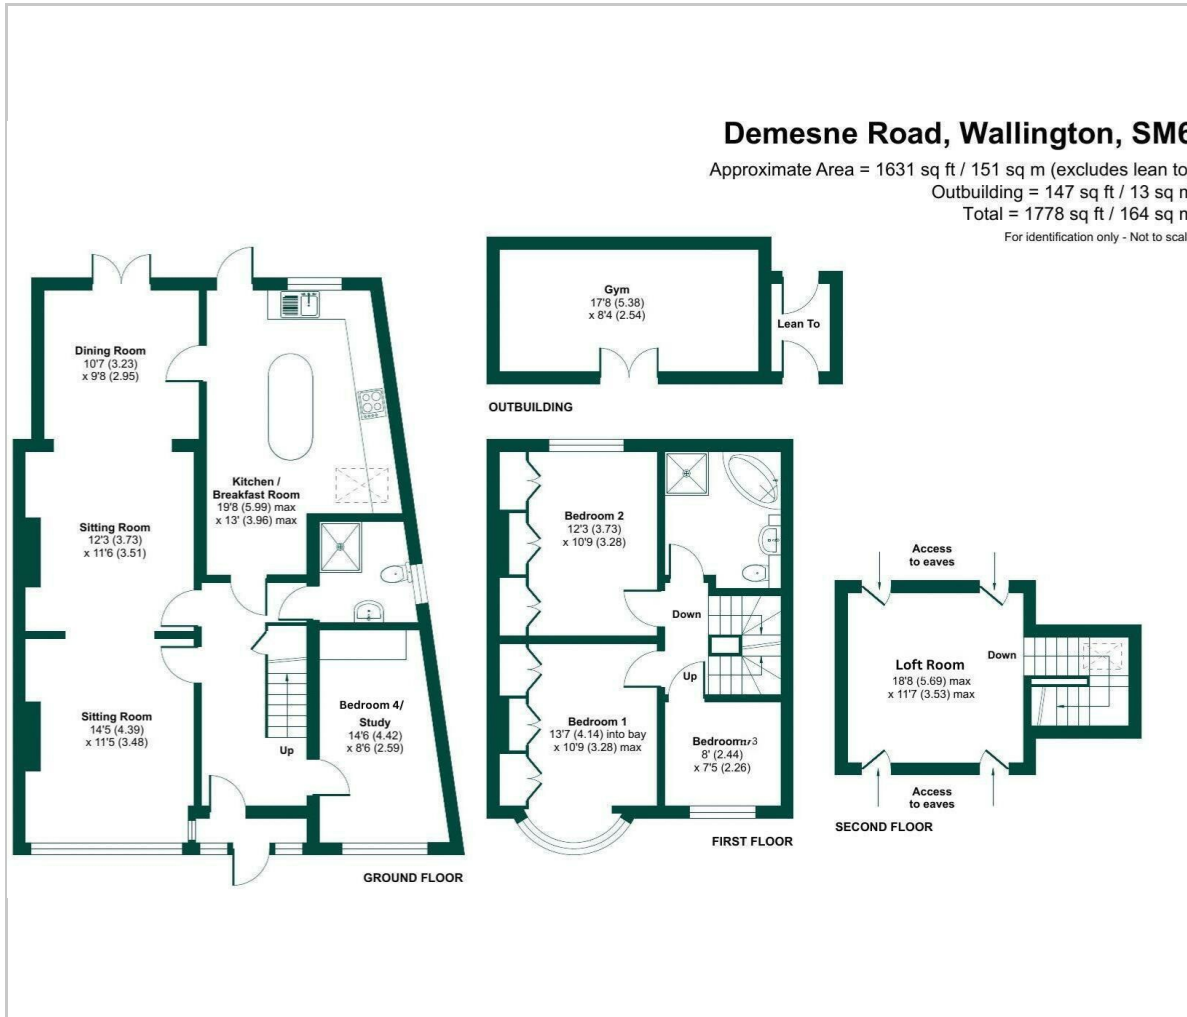 Demesne Road, Wallington, SM6
Approximate Area = 1631 sq ft / 151 sq m (excludes lean to
Outbuilding = 147 sq ft / 13 sq m
Total = 1778 sq ft / 164 sq m
For identification only - Not to scal
Dining Room
10'7 (3.23)
x 9'8 (2.95)
Kitchen /
Breakfast Room
19'8 (5.99) max
x 13' (3.96) max
Sitting Room
12'3 (3.73)
x 11'6 (3.51)
Sitting Room
14'5 (4.39)
x 11'5 (3.48)
Up
Bedroom 4/
Study
14'6 (4.42)
x 8'6 (2.59)
GROUND FLOOR
Gym
17'8 (5.38)
x 8'4 (2.54)
Lean To
OUTBUILDING
Bedroom 2
12'3 (3.73)
x 10'9 (3.28)
Down
Up
Bedroom 1
13'7 (4.14) into bay
x 10'9 (3.28) max
Bedroom 3
8' (2.44)
x 7'5 (2.26)
FIRST FLOOR
Access
to eaves
Loft Room
18'8 (5.69) max
x 11'7 (3.53) max
Down
Access
to eaves
SECOND FLOOR